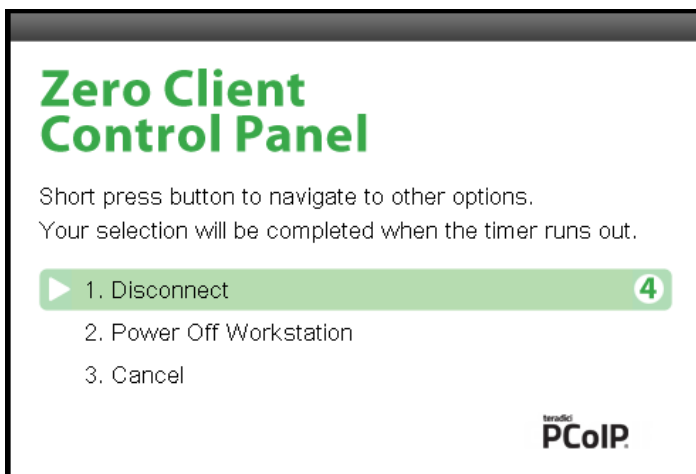 Zero Client
Control Panel
Short press button to navigate to other options.
Your selection will be completed when the timer runs out.
1. Disconnect 4
2. Power Off Workstation
3. Cancel
teradici
PCoIP